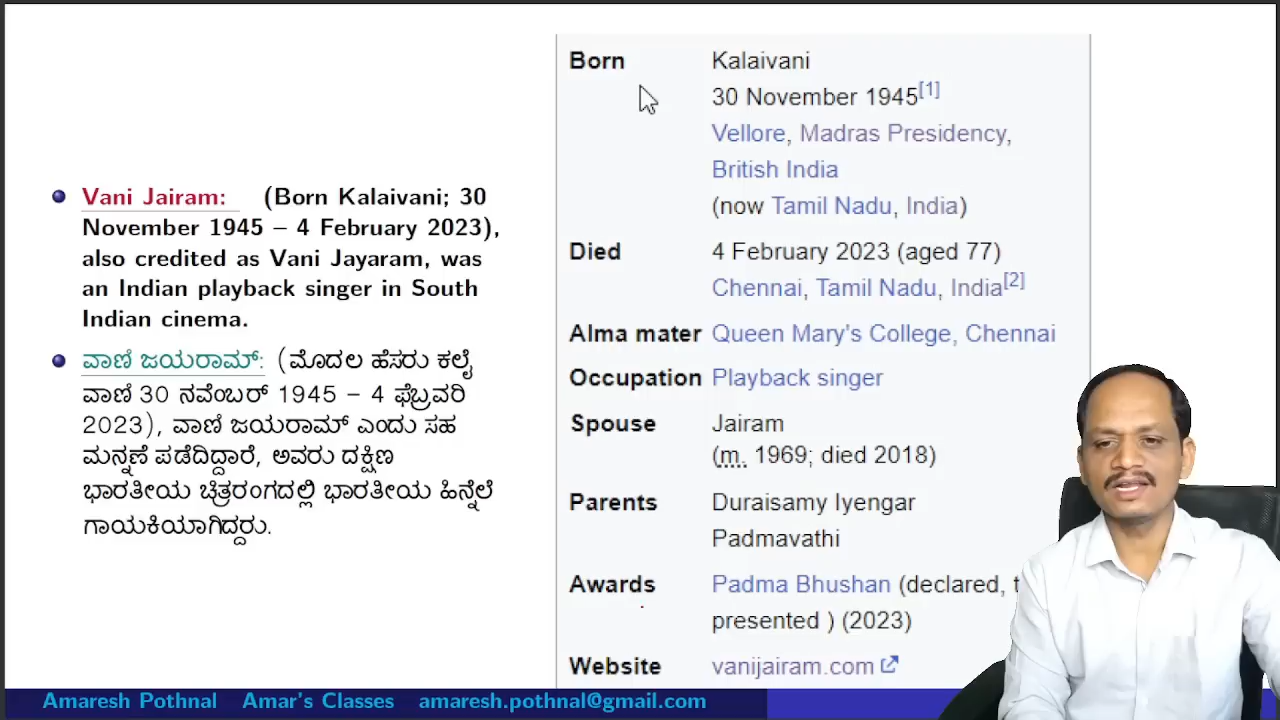 Vani Jairam: (Born Kalaivani; 30
November 1945 – 4 February 2023),
also credited as Vani Jayaram, was
an Indian playback singer in South
Indian cinema.
ವಾಣಿ ಜಯರಾಮ್: (ಮೊದಲ ಹೆಸರು ಕಲೈ
ವಾಣಿ 30 ನವೆಂಬರ್ 1945 – 4 ಫೆಬ್ರವರಿ
2023), ವಾಣಿ ಜಯರಾಮ್ ಎಂದು ಸಹ
ಮನ್ನಣೆ ಪಡೆದಿದ್ದಾರೆ, ಅವರು ದಕ್ಷಿಣ
ಭಾರತೀಯ ಚಿತ್ರರಂಗದಲ್ಲಿ ಭಾರತೀಯ ಹಿನ್ನೆಲೆ
ಗಾಯಕಿಯಾಗಿದ್ದರು.
Born Kalaivani
30 November 1945[1]
Vellore, Madras Presidency,
British India
(now Tamil Nadu, India)
Died 4 February 2023 (aged 77)
Chennai, Tamil Nadu, India[2]
Alma mater Queen Mary's College, Chennai
Occupation Playback singer
Spouse Jairam
(m. 1969; died 2018)
Parents Duraisamy Iyengar
Padmavathi
Awards Padma Bhushan (declared,
presented ) (2023)
Website vanijairam.com
Amaresh Pothnal Amar's Classes amaresh.pothnal@gmail.com